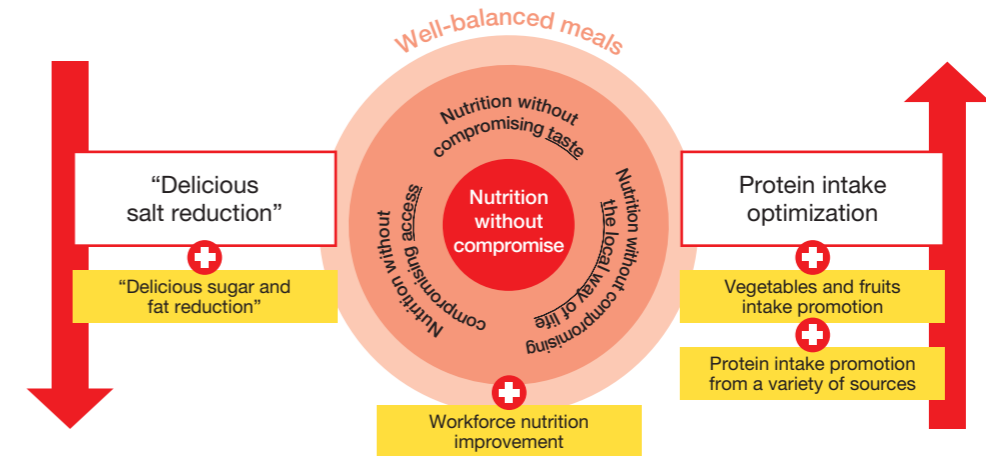 Well-balanced meals
Nutrition without
compromising taste
Nutrition without
compromising access
Nutrition without compromising
the local way of life
Nutrition
without
compromise
“Delicious
salt reduction”
“Delicious sugar and
fat reduction”
Protein intake
optimization
Vegetables and fruits
intake promotion
Protein intake promotion
from a variety of sources
Workforce nutrition
improvement